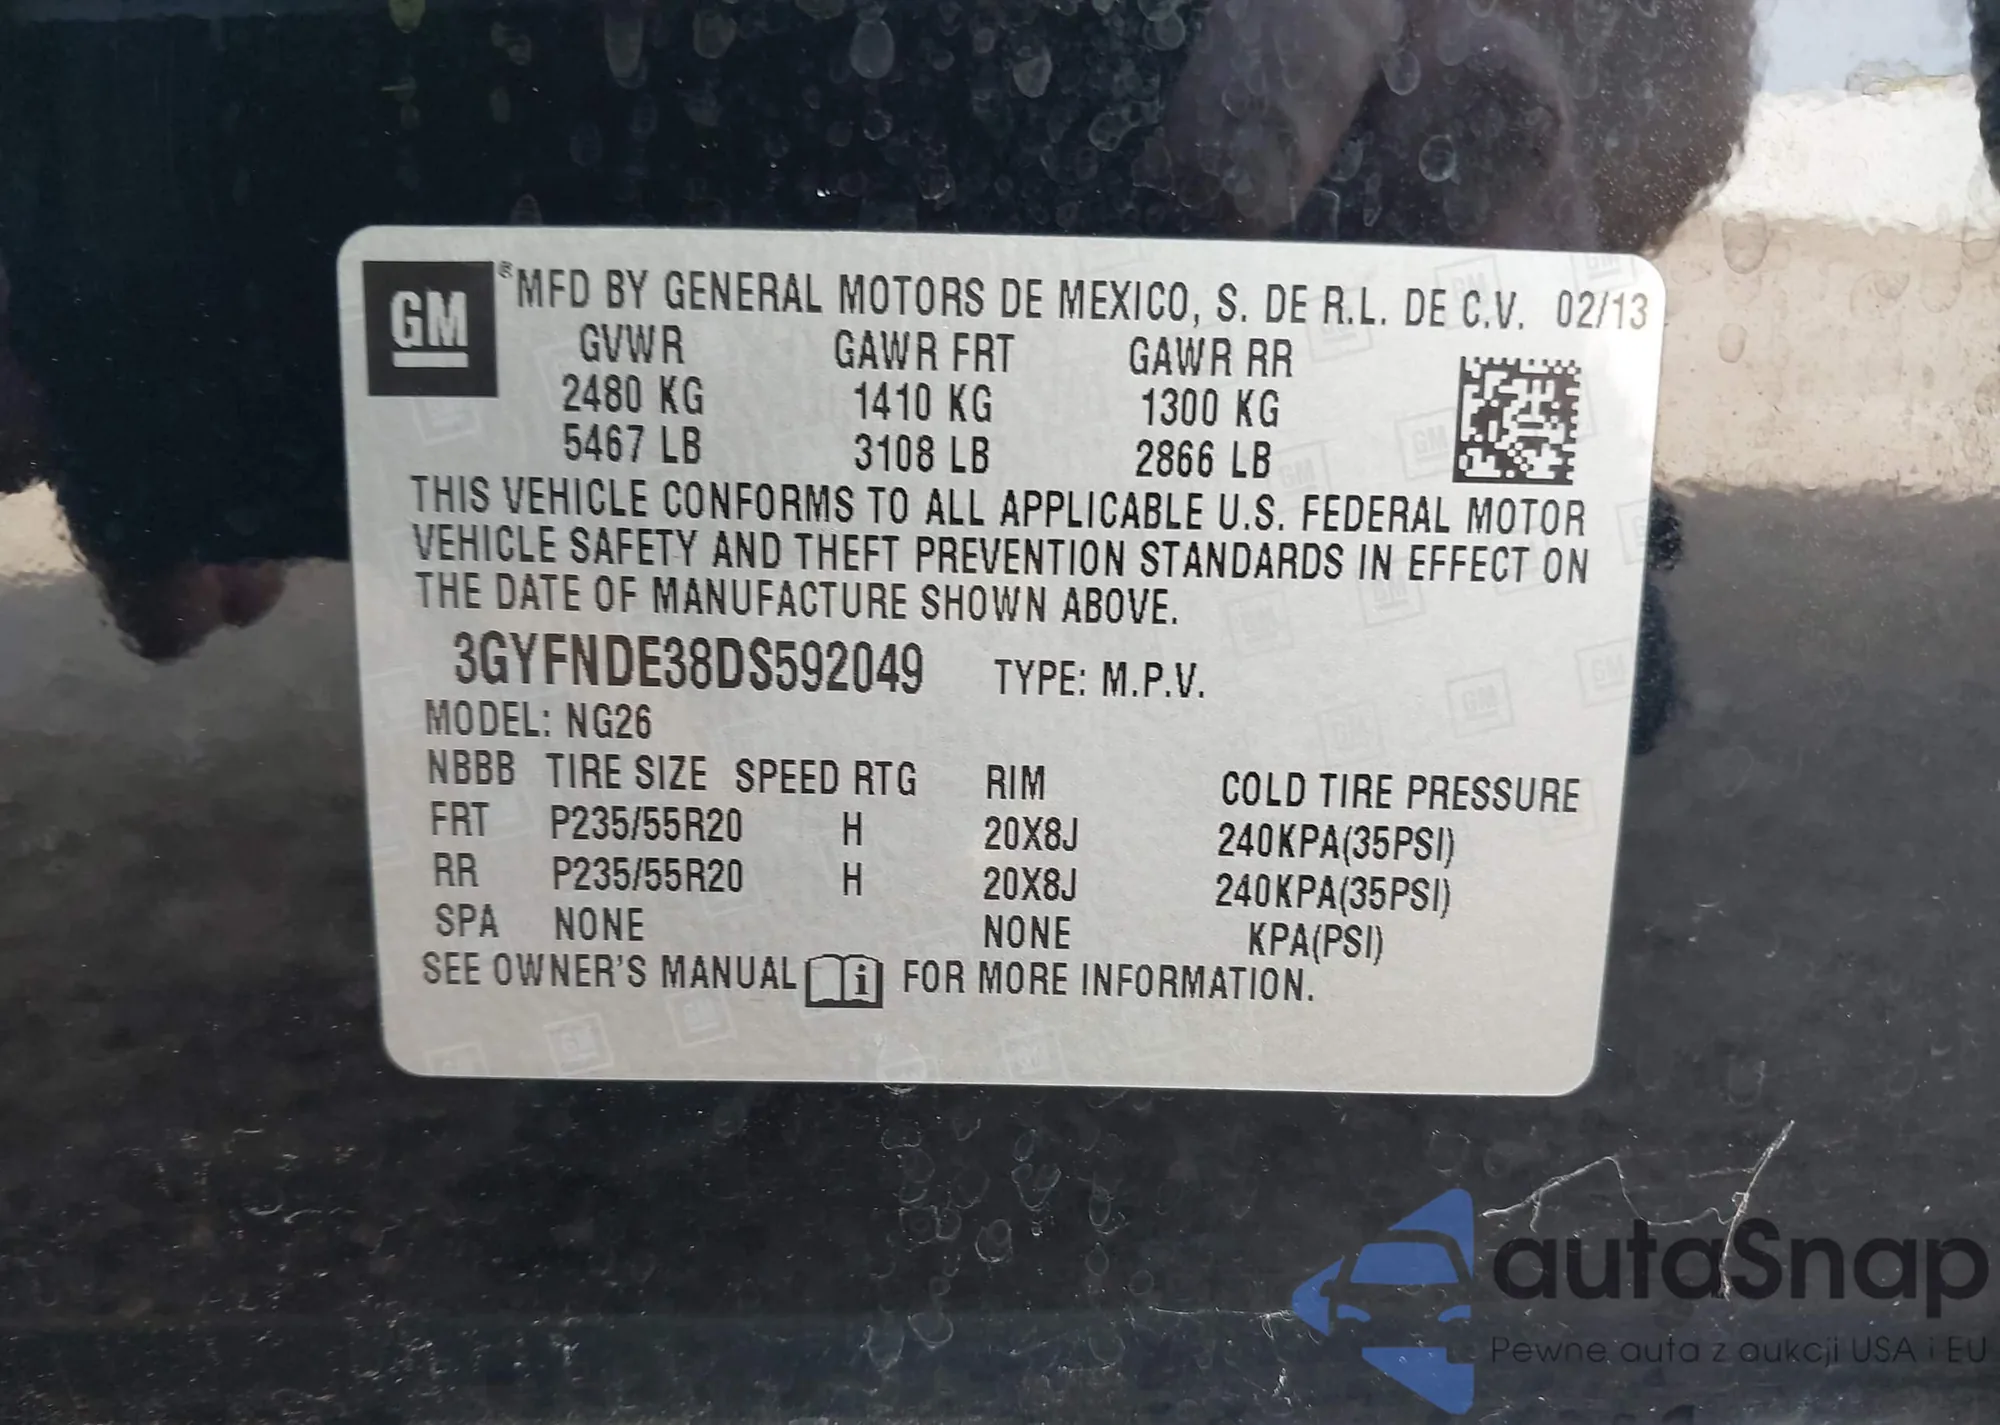 GM
®MFD BY GENERAL MOTORS DE MEXICO, S. DE R.L. DE C.V. 02/13
GVWR GAWR FRT GAWR RR
2480 KG 1410 KG 1300 KG
5467 LB 3108 LB 2866 LB
THIS VEHICLE CONFORMS TO ALL APPLICABLE U.S. FEDERAL MOTOR
VEHICLE SAFETY AND THEFT PREVENTION STANDARDS IN EFFECT ON
THE DATE OF MANUFACTURE SHOWN ABOVE.
3GYFNDE38DS592049 TYPE: M.P.V.
MODEL: NG26
NBBB TIRE SIZE SPEED RTG RIM COLD TIRE PRESSURE
FRT P235/55R20 H 20X8J 240KPA(35PSI)
RR P235/55R20 H 20X8J 240KPA(35PSI)
SPA NONE NONE KPA(PSI)
SEE OWNER'S MANUAL i FOR MORE INFORMATION.
autaSnap
Pewne auta z aukcji USA i EU